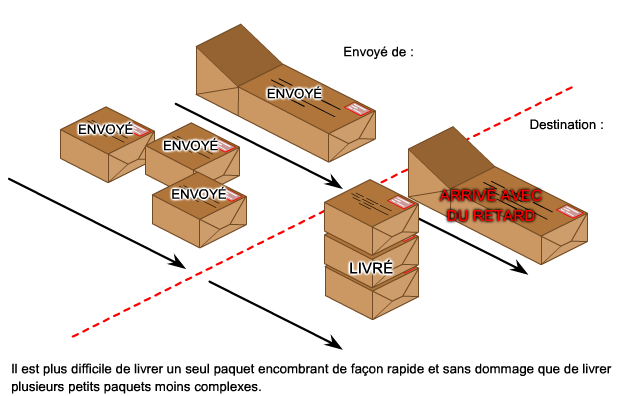 Envoyé de :
ENVOYÉ
Destination :
ENVOYÉ
ENVOYÉ
ENVOYÉ
ARRIVE AVEC
DU RETARD
LIVRÉ
Il est plus difficile de livrer un seul paquet encombrant de façon rapide et sans dommage que de livrer
plusieurs petits paquets moins complexes.